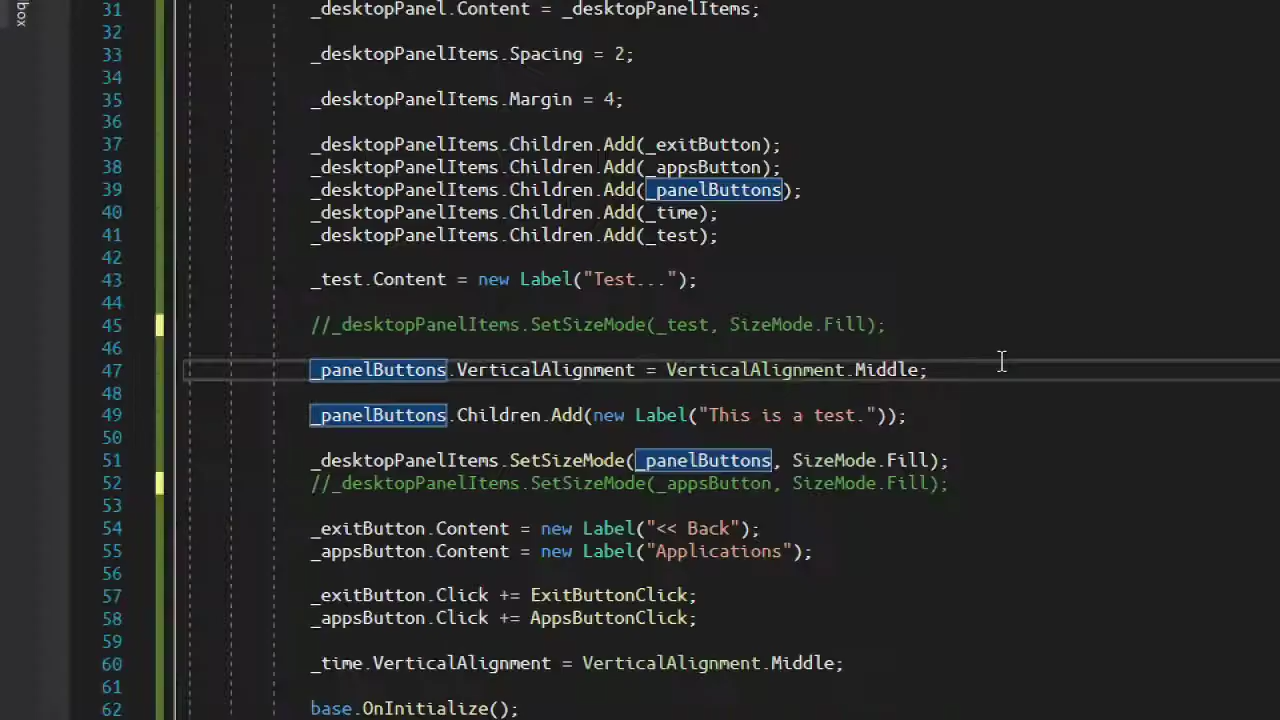 box
31 _desktopPanel.Content = _desktopPanelItems;
32
33 _desktopPanelItems.Spacing = 2;
34
35 _desktopPanelItems.Margin = 4;
36
37 _desktopPanelItems.Children.Add(_exitButton);
38 _desktopPanelItems.Children.Add(_appsButton);
39 _desktopPanelItems.Children.Add(_panelButtons);
40 _desktopPanelItems.Children.Add(_time);
41 _desktopPanelItems.Children.Add(_test);
42
43 _test.Content = new Label("Test...");
44
45 //_desktopPanelItems.SetSizeMode(_test, SizeMode.Fill);
46
47 _panelButtons.VerticalAlignment = VerticalAlignment.Middle;
48
49 _panelButtons.Children.Add(new Label("This is a test."));
50
51 _desktopPanelItems.SetSizeMode(_panelButtons, SizeMode.Fill);
52 //_desktopPanelItems.SetSizeMode(_appsButton, SizeMode.Fill);
53
54 _exitButton.Content = new Label("<< Back");
55 _appsButton.Content = new Label("Applications");
56
57 _exitButton.Click += ExitButtonClick;
58 _appsButton.Click += AppsButtonClick;
59
60 _time.VerticalAlignment = VerticalAlignment.Middle;
61
62 base.OnInitialize();